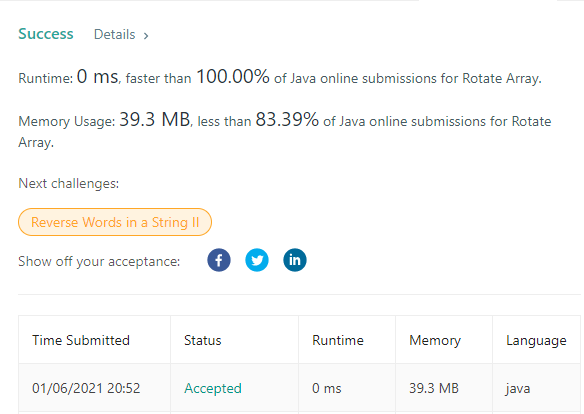 Success Details >
Runtime: 0 ms, faster than 100.00% of Java online submissions for Rotate Array.
Memory Usage: 39.3 MB, less than 83.39% of Java online submissions for Rotate
Array.
Next challenges:
Reverse Words in a String II
Show off your acceptance: f in
Time Submitted Status Runtime Memory Language
01/06/2021 20:52 Accepted 0 ms 39.3 MB java